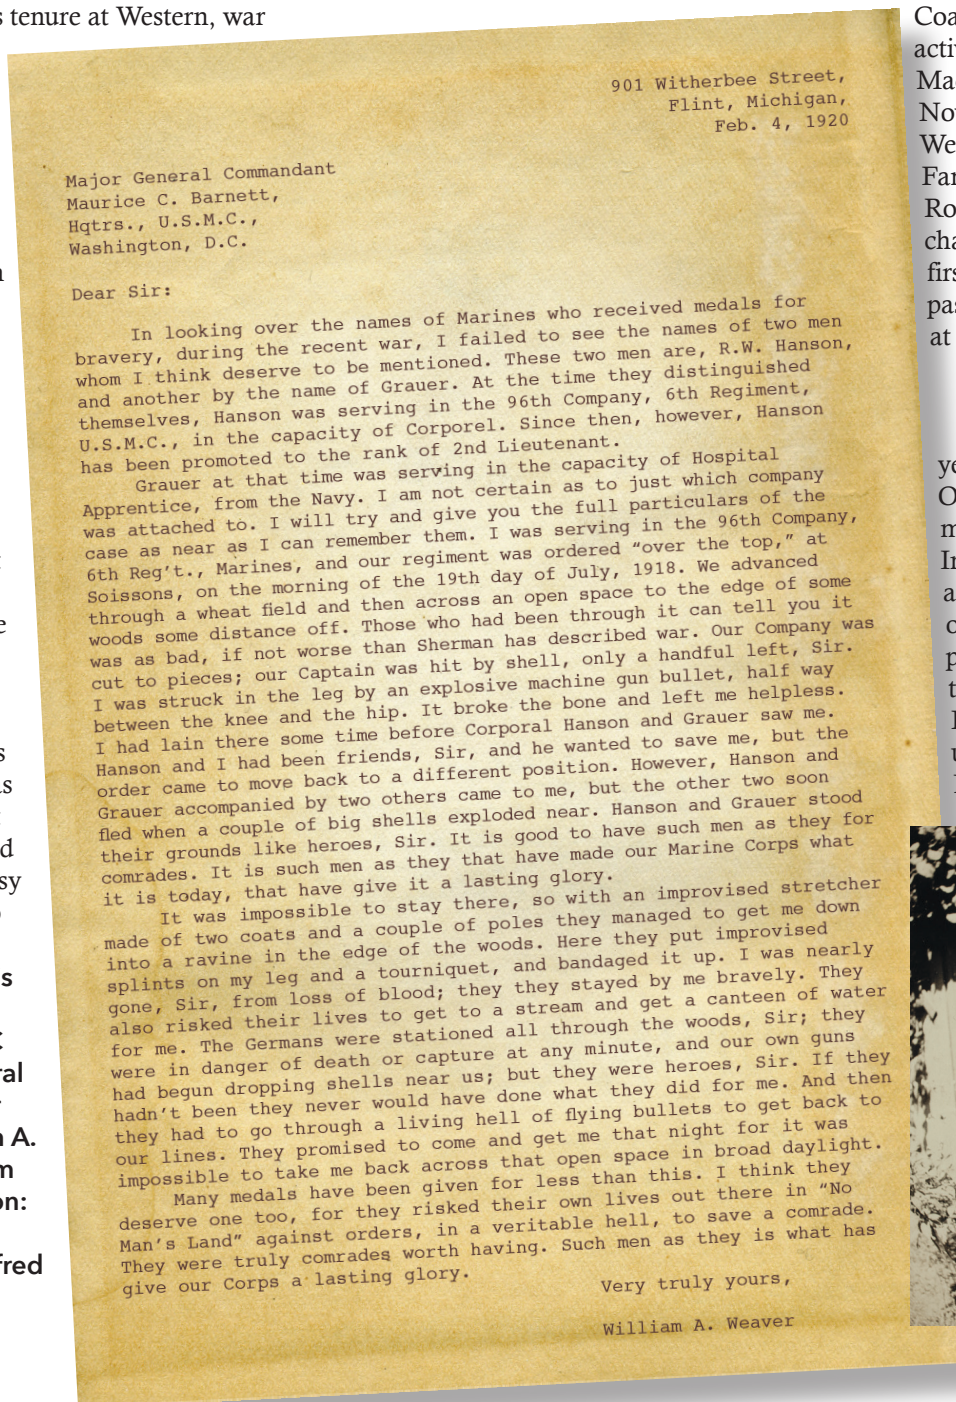 s tenure at Western, war
901 Witherbee Street,
Flint, Michigan,
Feb. 4, 1920
Major General Commandant
Maurice C. Barnett,
Hqtrs., U.S.M.C.,
Washington, D.C.
Dear Sir:
In looking over the names of Marines who received medals for
bravery, during the recent war, I failed to see the names of two men
whom I think deserve to be mentioned. These two men are, R.W. Hanson,
and another by the name of Grauer. At the time they distinguished
themselves, Hanson was serving in the 96th Company, 6th Regiment,
U.S.M.C., in the capacity of Corporel. Since then, however, Hanson
has been promoted to the rank of 2nd Lieutenant.
Grauer at that time was serving in the capacity of Hospital
Apprentice, from the Navy. I am not certain as to just which company
was attached to. I will try and give you the full particulars of the
case as near as I can remember them. I was serving in the 96th Company,
6th Reg't., Marines, and our regiment was ordered “over the top,” at
Soissons, on the morning of the 19th day of July, 1918. We advanced
through a wheat field and then across an open space to the edge of some
woods some distance off. Those who had been through it can tell you it
was as bad, if not worse than Sherman has described war. Our Company was
cut to pieces; our Captain was hit by shell, only a handful left, Sir.
I was struck in the leg by an explosive machine gun bullet, half way
between the knee and the hip. It broke the bone and left me helpless.
I had lain there some time before Corporal Hanson and Grauer saw me.
Hanson and I had been friends, Sir, and he wanted to save me, but the
order came to move back to a different position. However, Hanson and
Grauer accompanied by two others came to me, but the other two soon
fled when a couple of big shells exploded near. Hanson and Grauer stood
their grounds like heroes, Sir. It is good to have such men as they for
comrades. It is such men as they that have made our Marine Corps what
it is today, that have give it a lasting glory.
It was impossible to stay there, so with an improvised stretcher
made of two coats and a couple of poles they managed to get me down
into a ravine in the edge of the woods. Here they put improvised
splints on my leg and a tourniquet, and bandaged it up. I was nearly
gone, Sir, from loss of blood; they they stayed by me bravely. They
also risked their lives to get to a stream and get a canteen of water
for me. The Germans were stationed all through the woods, Sir; they
were in danger of death or capture at any minute, and our own guns
had begun dropping shells near us; but they were heroes, Sir. If they
hadn't been they never would have done what they did for me. And then
they had to go through a living hell of flying bullets to get back to
our lines. They promised to come and get me that night for it was
impossible to take me back across that open space in broad daylight.
Many medals have been given for less than this. I think they
deserve one too, for they risked their own lives out there in “No
Man's Land” against orders, in a veritable hell, to save a comrade.
They were truly comrades worth having. Such men as they is what has
give our Corps a lasting glory.
Very truly yours,
William A. Weaver